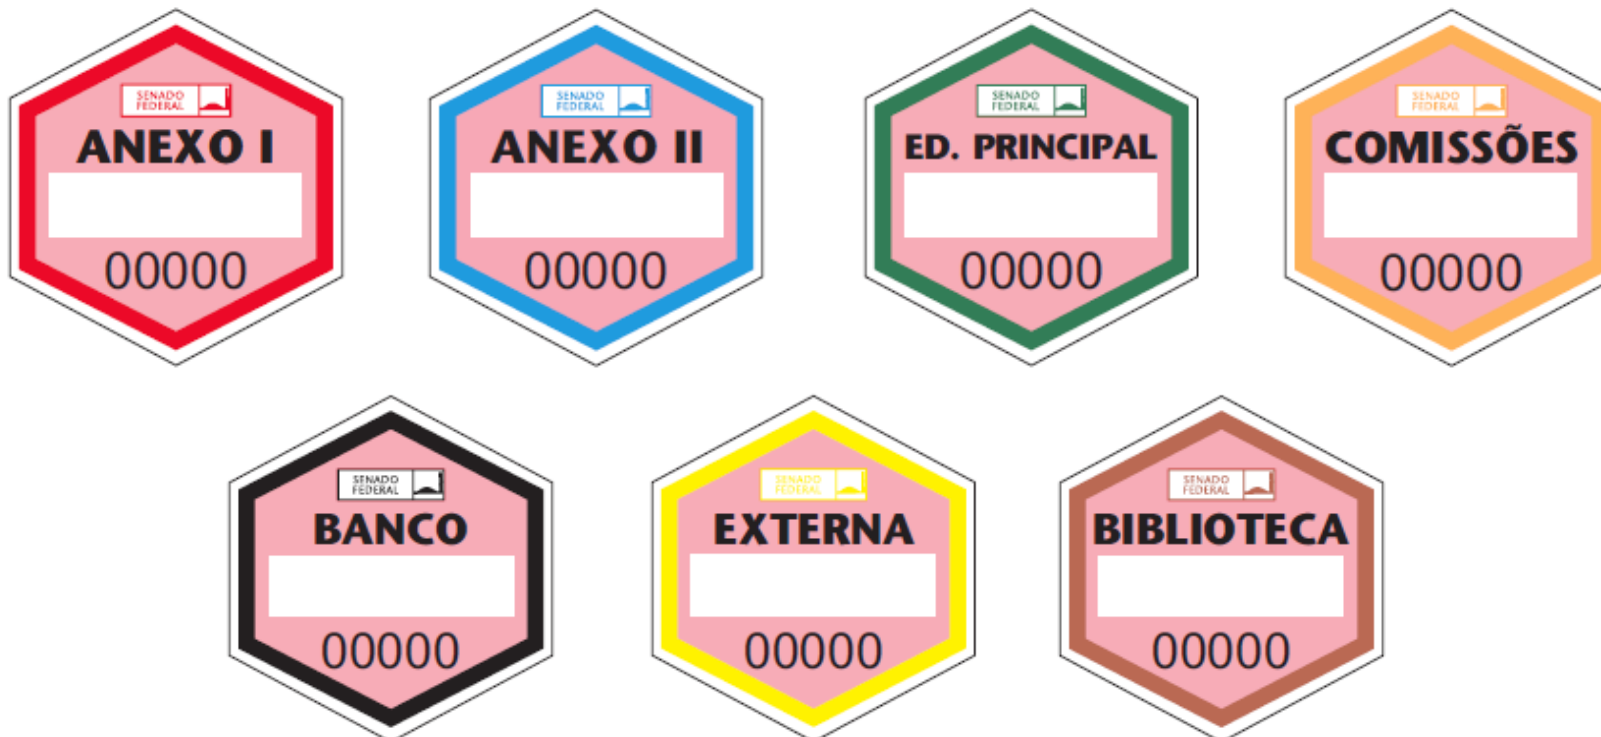 SENADO
FEDERAL
ANEXO I
00000
SENADO
FEDERAL
ANEXO II
00000
SENADO
FEDERAL
ED. PRINCIPAL
00000
SENADO
FEDERAL
COMISSÕES
00000
SENADO
FEDERAL
BANCO
00000
SENADO
FEDERAL
EXTERNA
00000
SENADO
FEDERAL
BIBLIOTECA
00000